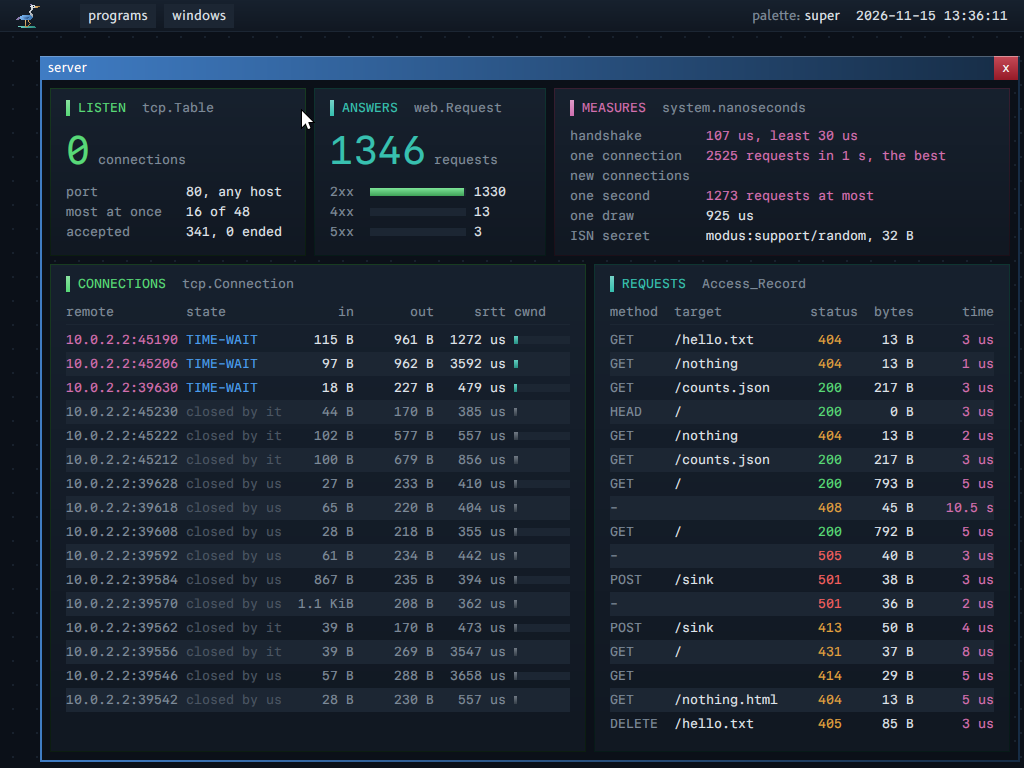 programs windows palette: super 2026-11-15 13:36:11
server x
LISTEN tcp.Table
0 connections
port 80, any host
most at once 16 of 48
accepted 341, 0 ended
ANSWERS web.Request
1346 requests
2xx 1330
4xx 13
5xx 3
MEASURES system.nanoseconds
handshake 107 us, least 30 us
one connection 2525 requests in 1 s, the best
new connections
one second 1273 requests at most
one draw 925 us
ISN secret modus:support/random, 32 B
CONNECTIONS tcp.Connection
remote state in out srtt cwnd
10.0.2.2:45190 TIME-WAIT 115 B 961 B 1272 us
10.0.2.2:45206 TIME-WAIT 97 B 962 B 3592 us
10.0.2.2:39630 TIME-WAIT 18 B 227 B 479 us
10.0.2.2:45230 closed by it 44 B 170 B 385 us
10.0.2.2:45222 closed by us 102 B 577 B 557 us
10.0.2.2:45212 closed by it 100 B 679 B 856 us
10.0.2.2:39628 closed by us 27 B 233 B 410 us
10.0.2.2:39618 closed by us 65 B 220 B 404 us
10.0.2.2:39608 closed by us 28 B 218 B 355 us
10.0.2.2:39592 closed by us 61 B 234 B 442 us
10.0.2.2:39584 closed by us 867 B 235 B 394 us
10.0.2.2:39570 closed by us 1.1 KiB 208 B 362 us
10.0.2.2:39562 closed by it 39 B 170 B 473 us
10.0.2.2:39556 closed by it 39 B 269 B 3547 us
10.0.2.2:39546 closed by us 57 B 288 B 3658 us
10.0.2.2:39542 closed by us 28 B 230 B 557 us
REQUESTS Access_Record
method target status bytes time
GET /hello.txt 404 13 B 3 us
GET /nothing 404 13 B 1 us
GET /counts.json 200 217 B 3 us
HEAD / 200 0 B 3 us
GET /nothing 404 13 B 2 us
GET /counts.json 200 217 B 3 us
GET / 200 793 B 5 us
- 408 45 B 10.5 s
GET / 200 792 B 5 us
- 505 40 B 3 us
POST /sink 501 38 B 3 us
- 501 36 B 2 us
POST /sink 413 50 B 4 us
GET / 431 37 B 8 us
GET 414 29 B 5 us
GET /nothing.html 404 13 B 5 us
DELETE /hello.txt 405 85 B 3 us